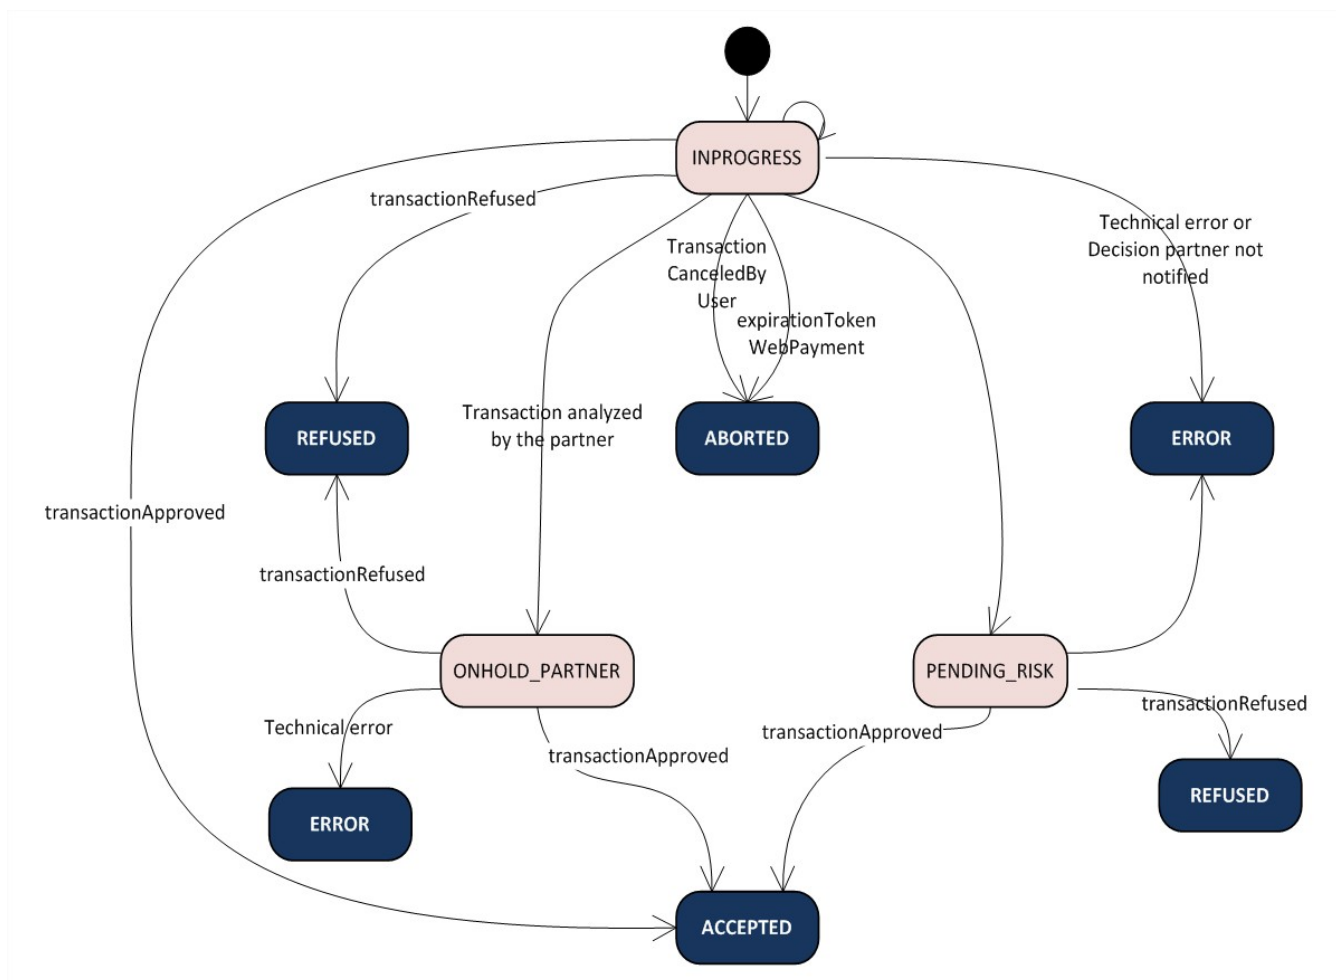 INPROGRESS
transactionRefused
Technical error or
Decision partner not
notified
Transaction
CanceledBy
User
expirationToken
WebPayment
Transaction analyzed
by the partner
REFUSED
ABORTED
ERROR
transactionApproved
transactionRefused
ONHOLD_PARTNER
PENDING_RISK
Technical error
transactionApproved
transactionApproved
transactionRefused
REFUSED
ERROR
ACCEPTED